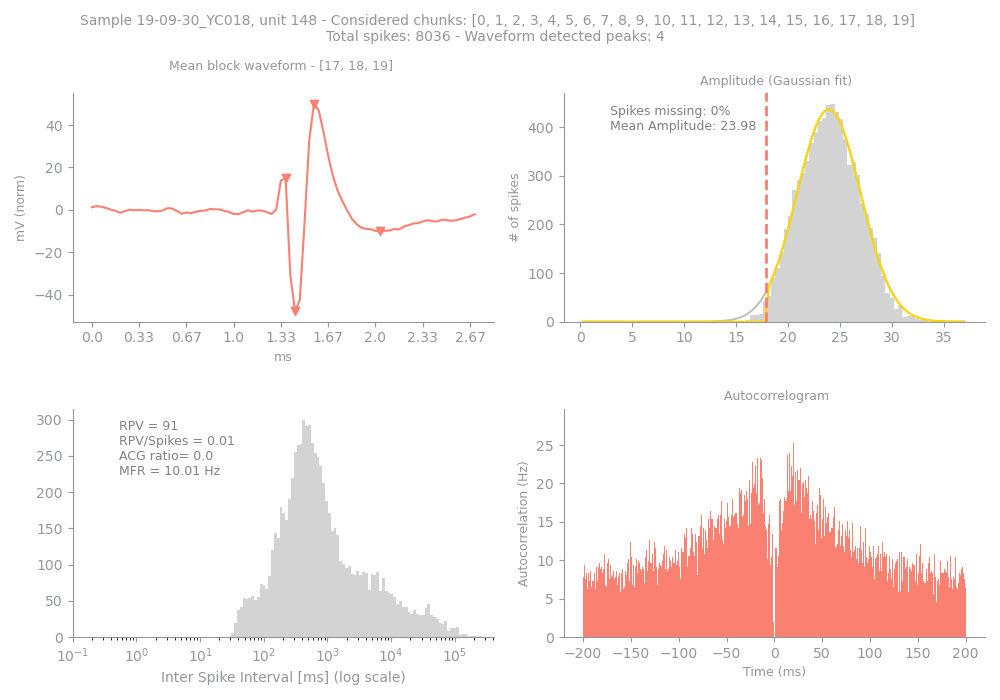 Sample 19-09-30_YC018, unit 148 - Considered chunks: [0, 1, 2, 3, 4, 5, 6, 7, 8, 9, 10, 11, 12, 13, 14, 15, 16, 17, 18, 19]
Total spikes: 8036 - Waveform detected peaks: 4
Mean block waveform - [17, 18, 19]
mV (norm)
40
20
0
−20
−40
0.0 0.33 0.67 1.0 1.33 1.67 2.0 2.33 2.67
ms
Amplitude (Gaussian fit)
Spikes missing: 0%
Mean Amplitude: 23.98
# of spikes
400
300
200
100
0
0 5 10 15 20 25 30 35
RPV = 91
RPV/Spikes = 0.01
ACG ratio= 0.0
MFR = 10.01 Hz
300
250
200
150
100
50
0
10⁻¹ 10⁰ 10¹ 10² 10³ 10⁴ 10⁵
Inter Spike Interval [ms] (log scale)
Autocorrelogram
Autocorrelation (Hz)
25
20
15
10
5
0
−200 −150 −100 −50 0 50 100 150 200
Time (ms)